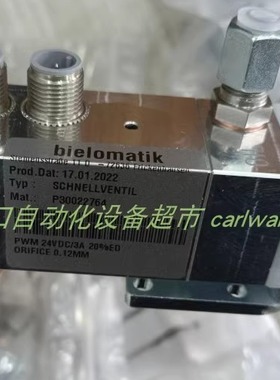 bielomatik
Prod.Dat: 17.01.2022
Typ : SCHNELLVENTIL
Mat.: P30022764
口自动化设备超市 carlwa
PWM 24VDC/3A 20%ED
ORIFICE 0.12MM